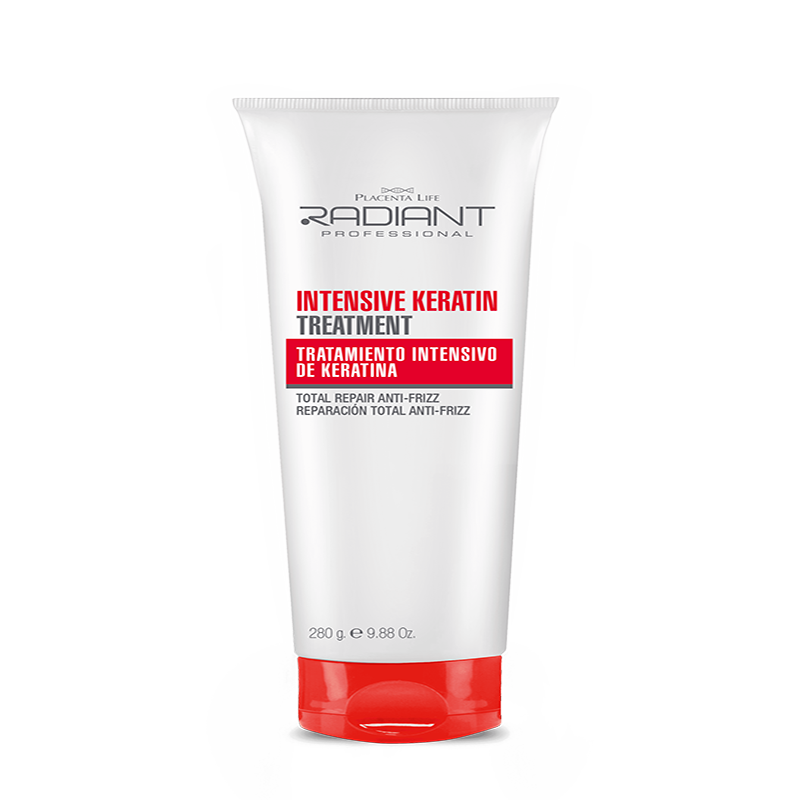 PLACENTA LIFE
RADIANT
PROFESSIONAL
INTENSIVE KERATIN
TREATMENT
TRATAMIENTO INTENSIVO
DE KERATINA
TOTAL REPAIR ANTI-FRIZZ
REPARACIÓN TOTAL ANTI-FRIZZ
280 g. ℮ 9.88 Oz.